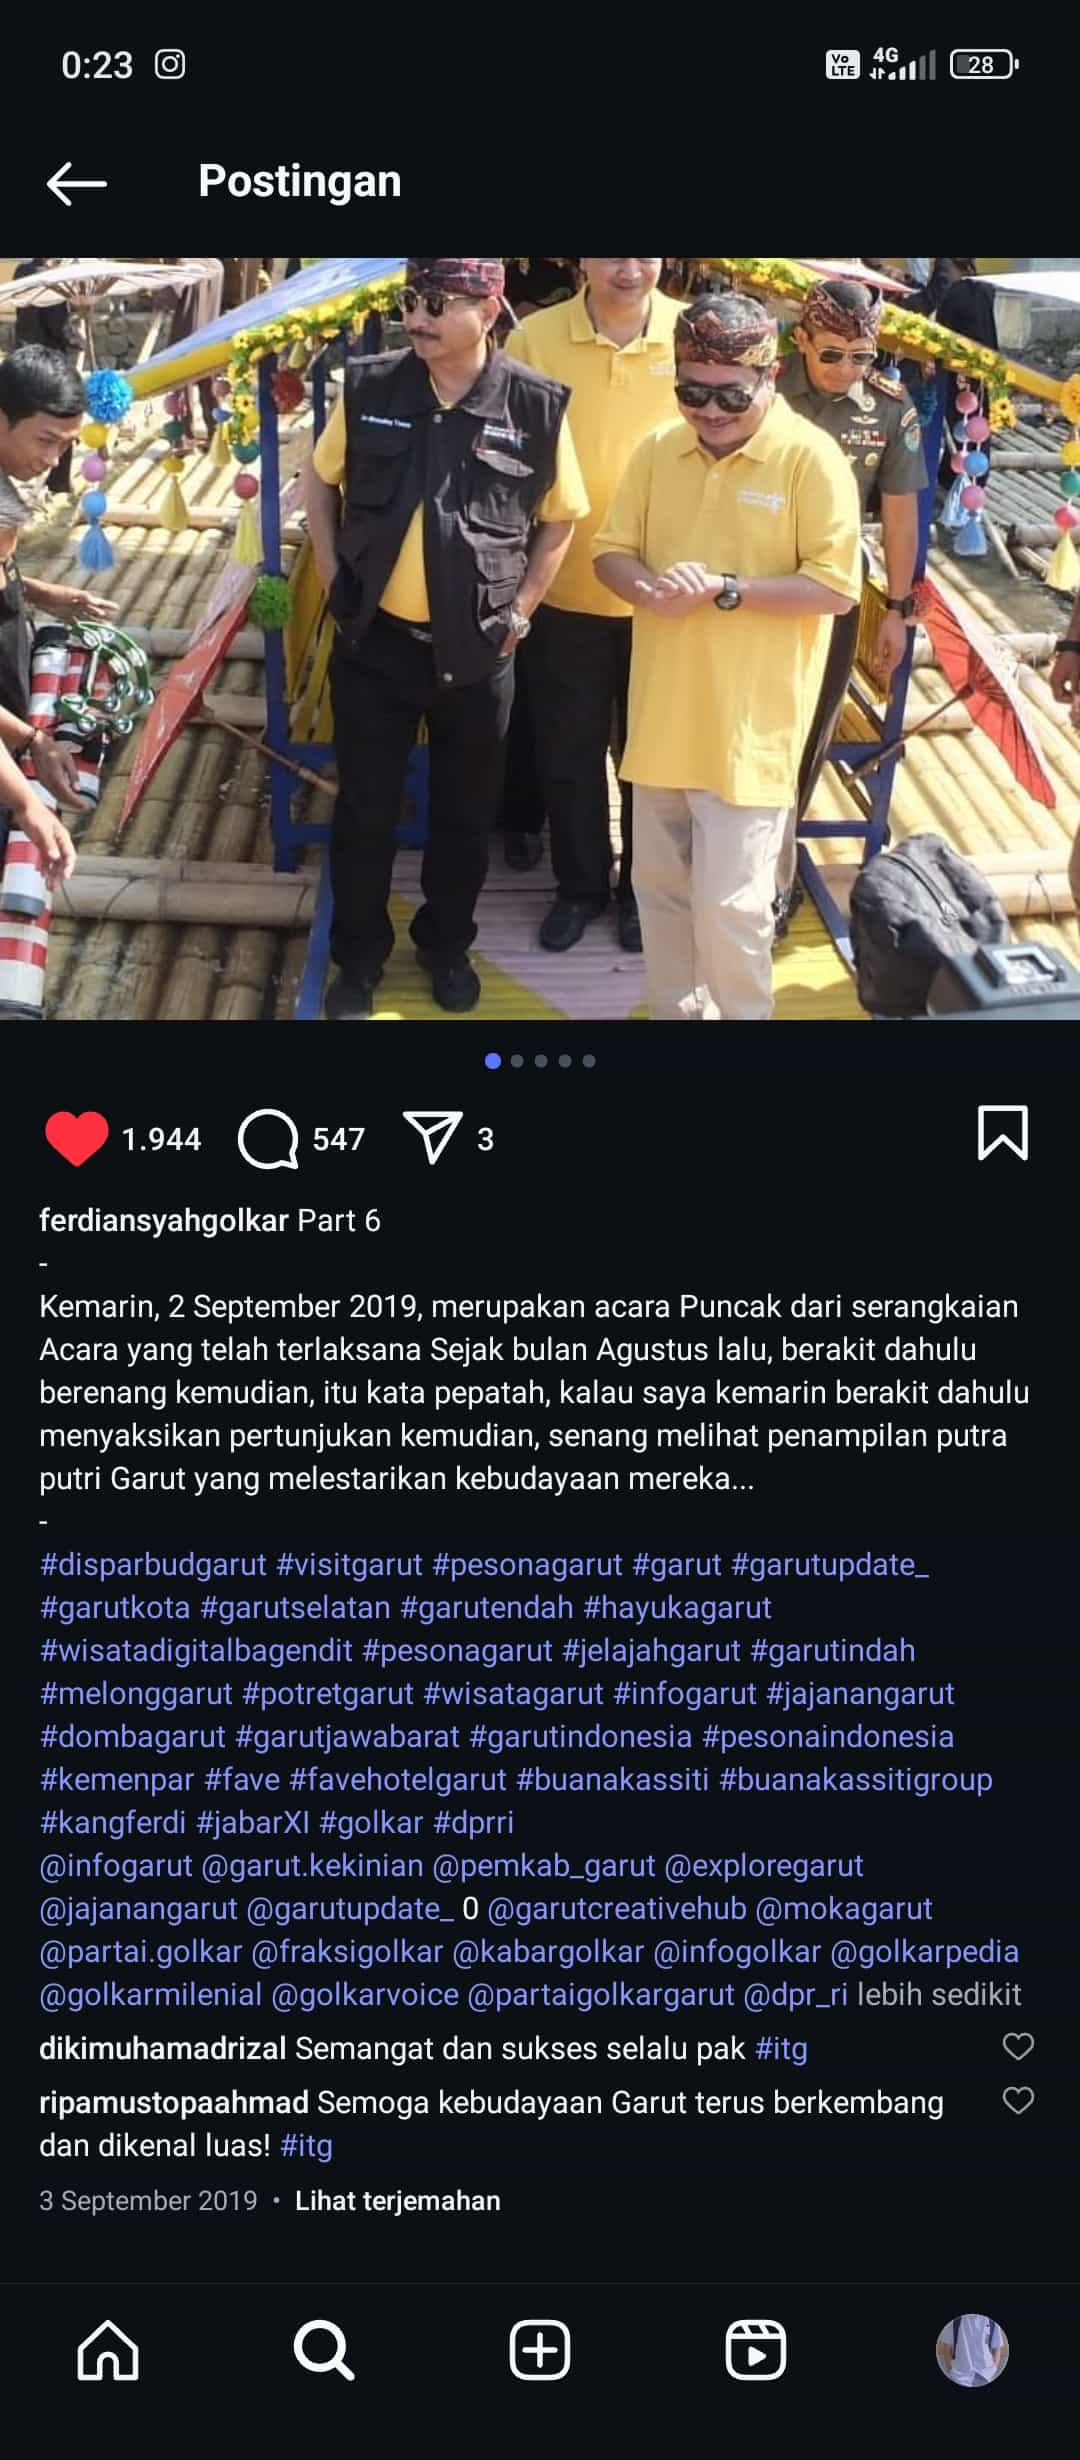 0:23
Vo LTE 4G 28
Postingan
1.944 547 3
ferdiansyahgolkar Part 6
-
Kemarin, 2 September 2019, merupakan acara Puncak dari serangkaian
Acara yang telah terlaksana Sejak bulan Agustus lalu, berakit dahulu
berenang kemudian, itu kata pepatah, kalau saya kemarin berakit dahulu
menyaksikan pertunjukan kemudian, senang melihat penampilan putra
putri Garut yang melestarikan kebudayaan mereka...
-
#disparbudgarut #visitgarut #pesonagarut #garut #garutupdate_
#garutkota #garutselatan #garutendah #hayukagarut
#wisatadigitalbagendit #pesonagarut #jelajahgarut #garutindah
#melonggarut #potretgarut #wisatagarut #infogarut #jajanangarut
#dombagarut #garutjawabarat #garutindonesia #pesonaindonesia
#kemenpar #fave #favehotelgarut #buanakassiti #buanakassitigroup
#kangferdi #jabarXI #golkar #dprri
@infogarut @garut.kekinian @pemkab_garut @exploregarut
@jajanangarut @garutupdate_ 0 @garutcreativehub @mokagarut
@partai.golkar @fraksigolkar @kabargolkar @infogolkar @golkarpedia
@golkarmilenial @golkarvoice @partaigolkargarut @dpr_ri lebih sedikit
dikimuhamadrizal Semangat dan sukses selalu pak #itg
ripamustopaahmad Semoga kebudayaan Garut terus berkembang
dan dikenal luas! #itg
3 September 2019 • Lihat terjemahan